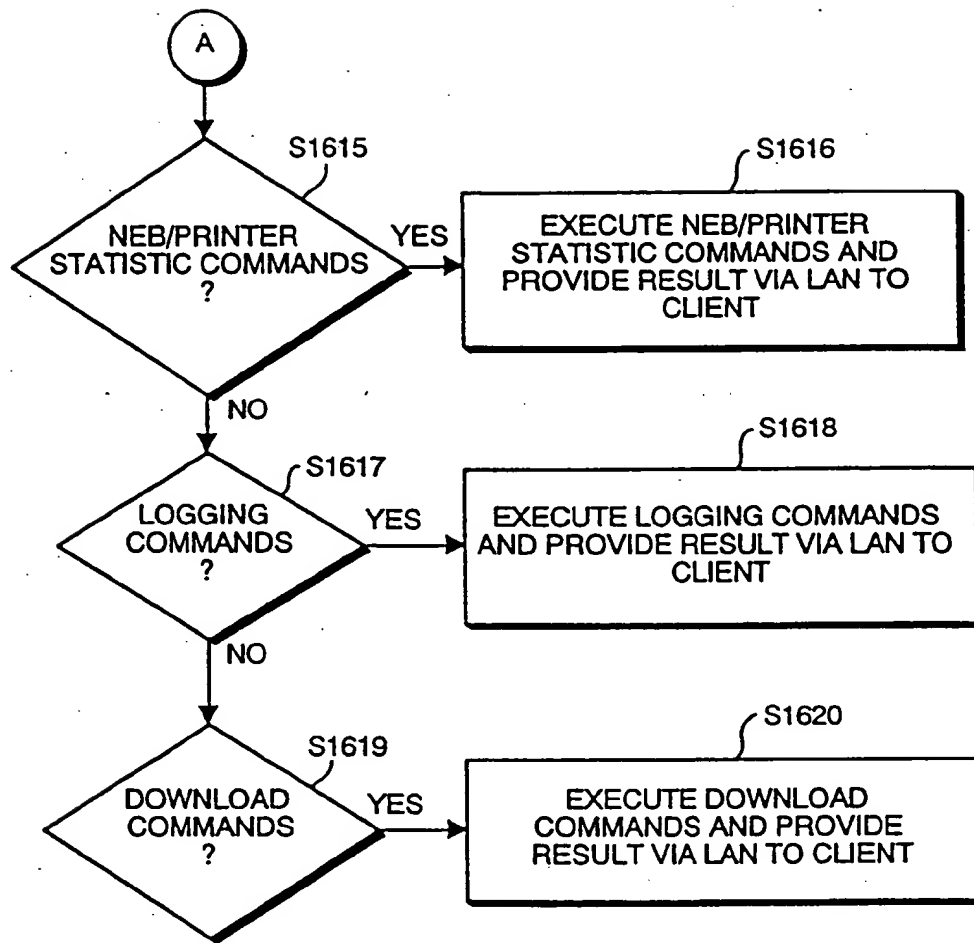 A
S1615
NEB/PRINTER
STATISTIC COMMANDS
?
YES
S1616
EXECUTE NEB/PRINTER
STATISTIC COMMANDS AND
PROVIDE RESULT VIA LAN TO
CLIENT
NO
S1617
LOGGING
COMMANDS
?
YES
S1618
EXECUTE LOGGING COMMANDS
AND PROVIDE RESULT VIA LAN TO
CLIENT
NO
S1619
DOWNLOAD
COMMANDS
?
YES
S1620
EXECUTE DOWNLOAD
COMMANDS AND PROVIDE
RESULT VIA LAN TO CLIENT